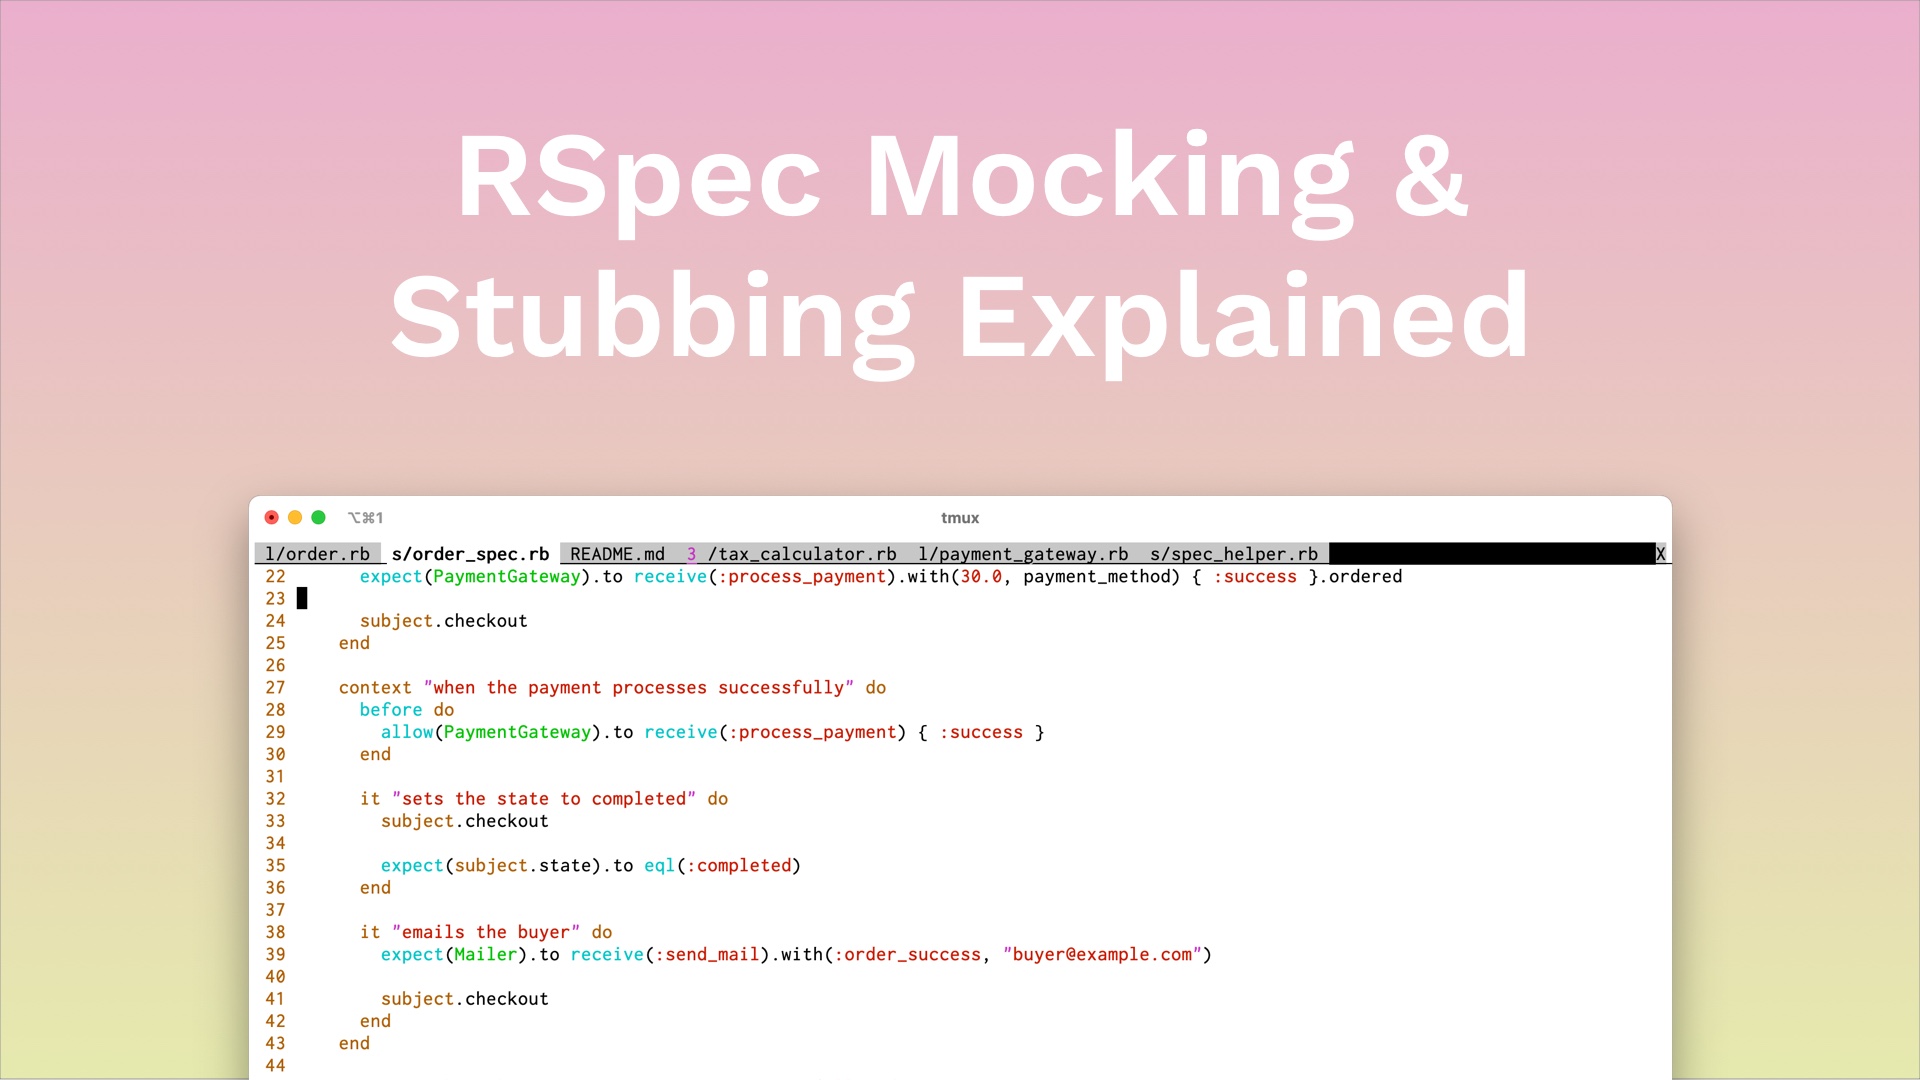 RSpec Mocking &
Stubbing Explained
⌥⌘1 tmux
l/order.rb s/order_spec.rb README.md 3 /tax_calculator.rb l/payment_gateway.rb s/spec_helper.rb X
22       expect(PaymentGateway).to receive(:process_payment).with(30.0, payment_method) { :success }.ordered
23
24       subject.checkout
25     end
26
27     context "when the payment processes successfully" do
28       before do
29         allow(PaymentGateway).to receive(:process_payment) { :success }
30       end
31
32       it "sets the state to completed" do
33         subject.checkout
34
35         expect(subject.state).to eql(:completed)
36       end
37
38       it "emails the buyer" do
39         expect(Mailer).to receive(:send_mail).with(:order_success, "buyer@example.com")
40
41         subject.checkout
42       end
43     end
44